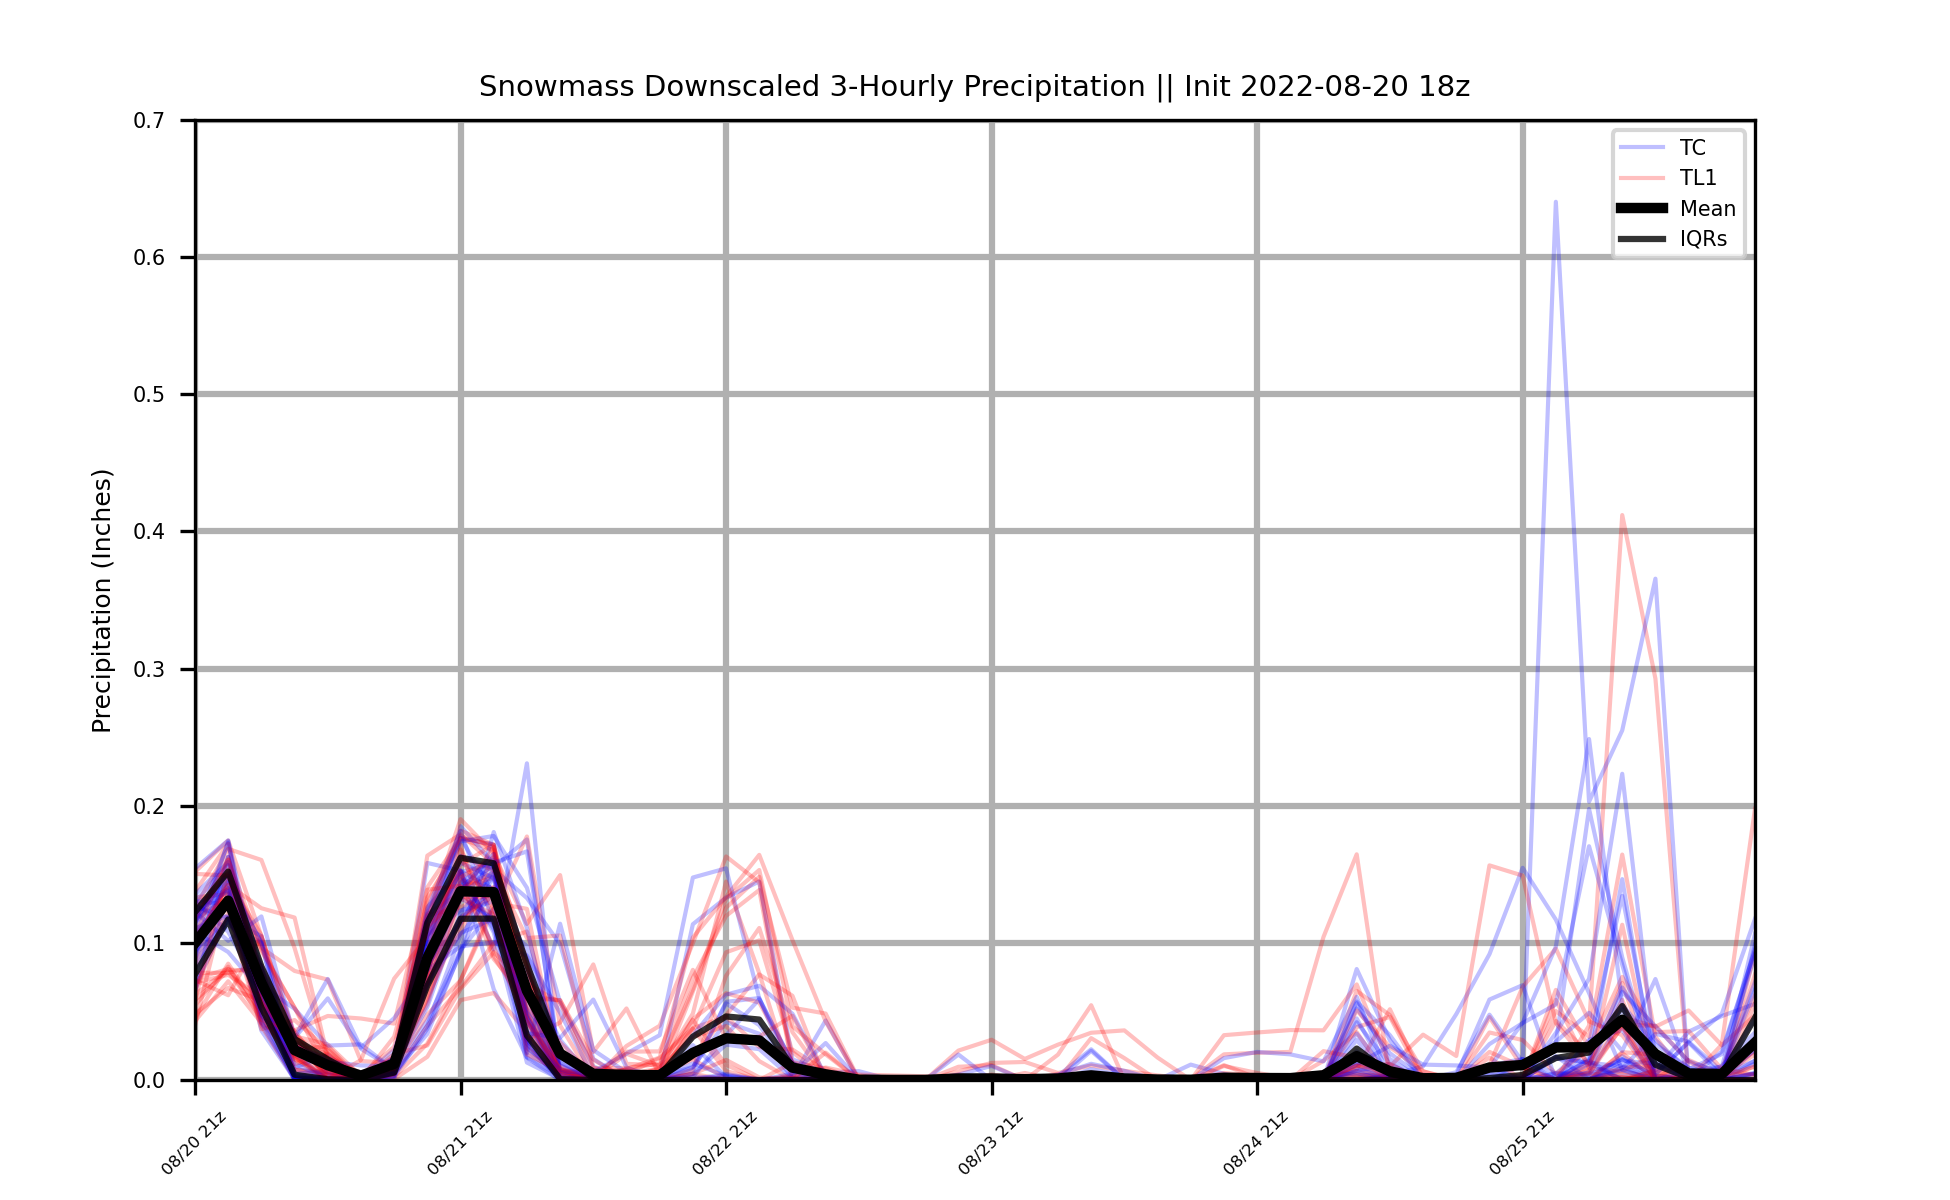 Snowmass Downscaled 3-Hourly Precipitation || Init 2022-08-20 18z
TC
TL1
Mean
IQRs
Precipitation (Inches)
0.7
0.6
0.5
0.4
0.3
0.2
0.1
0.0
08/20 21z
08/21 21z
08/22 21z
08/23 21z
08/24 21z
08/25 21z